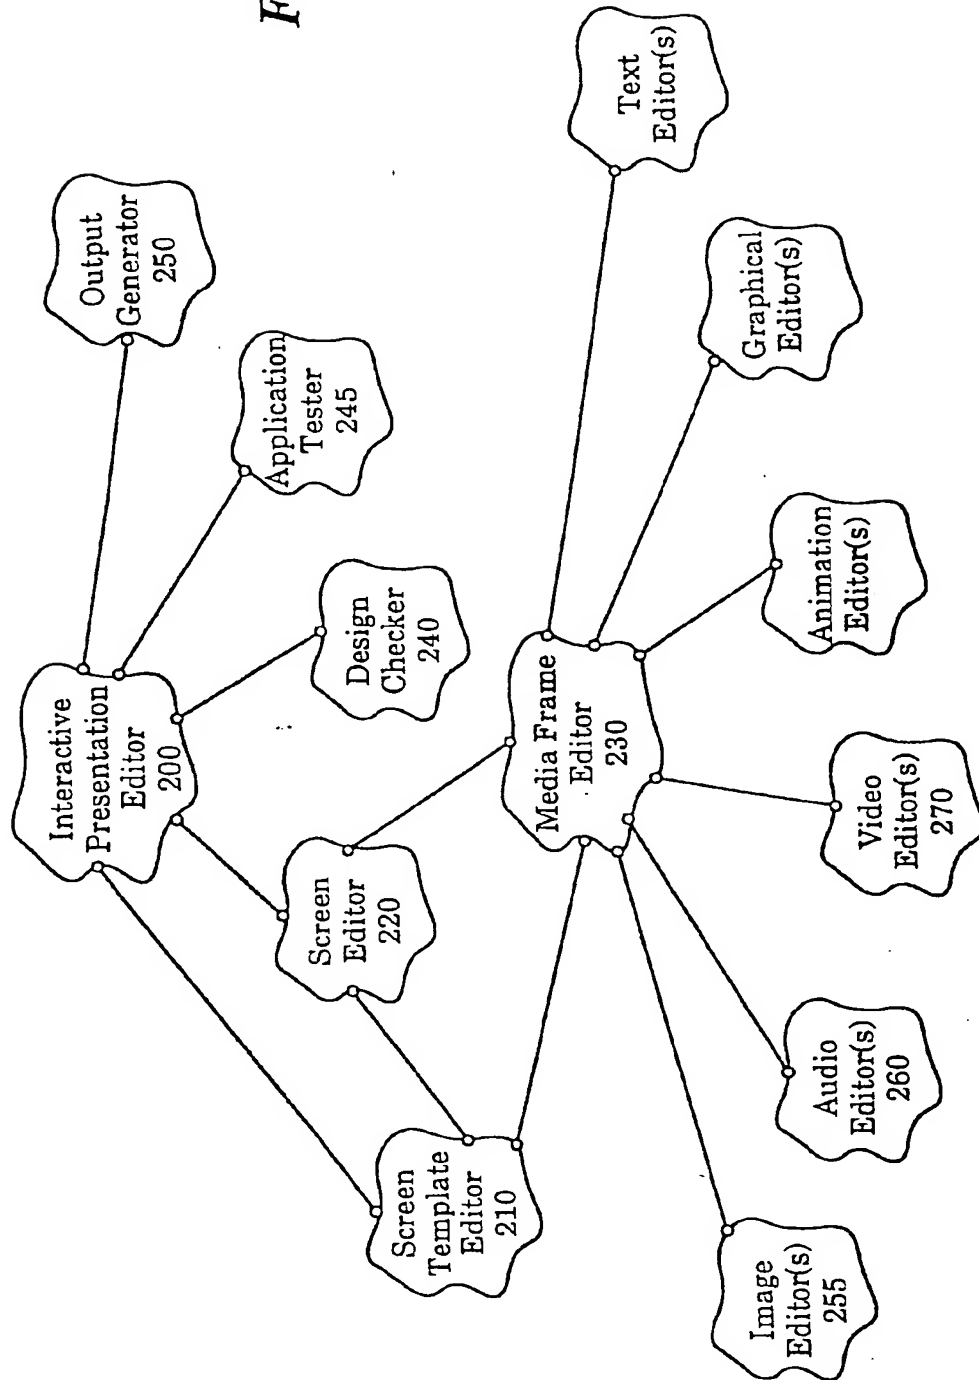 F
Interactive
Presentation
Editor
200
Output
Generator
250
Application
Tester
245
Design
Checker
240
Screen
Editor
220
Screen
Template
Editor
210
Media Frame
Editor
230
Text
Editor(s)
Graphical
Editor(s)
Animation
Editor(s)
Video
Editor(s)
270
Audio
Editor(s)
260
Image
Editor(s)
255